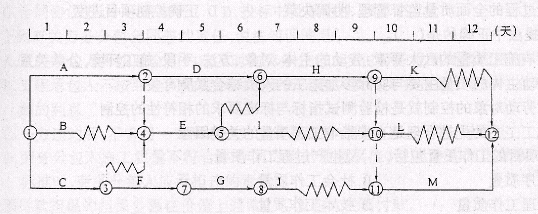 1 2 3 4 5 6 7 8 9 10 11 12 (天)
A H K
② ⑥ ⑨
B E I L
① ④ ⑤ ⑩ ⑫
C F G J M
③ ⑦ ⑧ ⑪